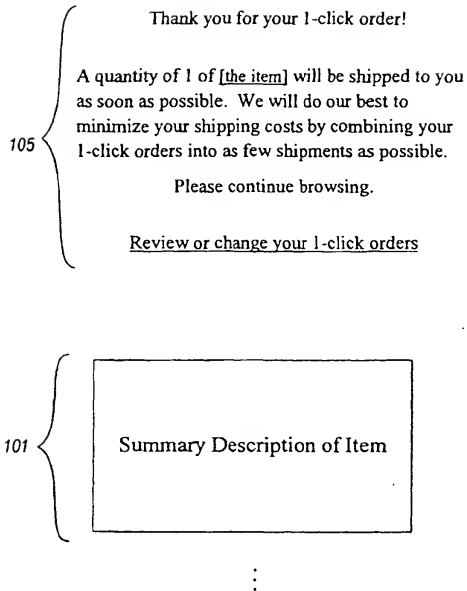 Thank you for your 1-click order!
A quantity of 1 of [the item] will be shipped to you
as soon as possible. We will do our best to
minimize your shipping costs by combining your
1-click orders into as few shipments as possible.
105
Please continue browsing.
Review or change your 1-click orders
101
Summary Description of Item